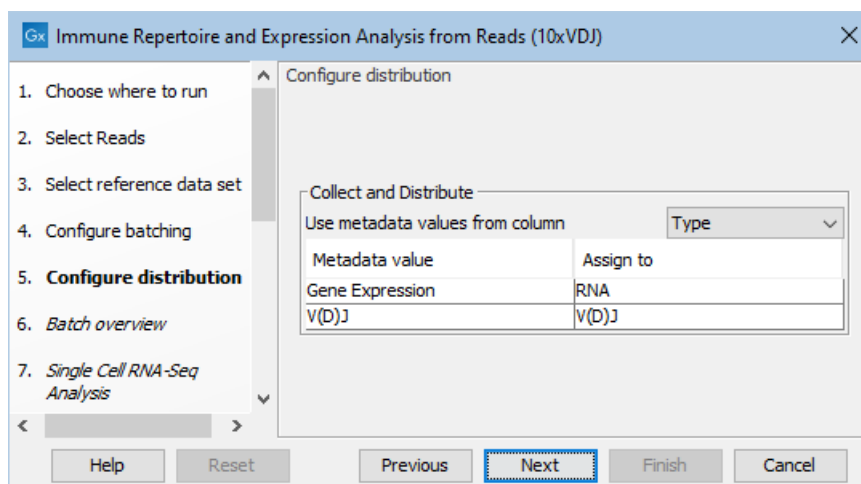 Gx Immune Repertoire and Expression Analysis from Reads (10xVDJ)
1. Choose where to run
2. Select Reads
3. Select reference data set
4. Configure batching
5. Configure distribution
6. Batch overview
7. Single Cell RNA-Seq
Analysis
Configure distribution
Collect and Distribute
Use metadata values from column Type
Metadata value Assign to
Gene Expression RNA
V(D)J V(D)J
Help Reset Previous Next Finish Cancel